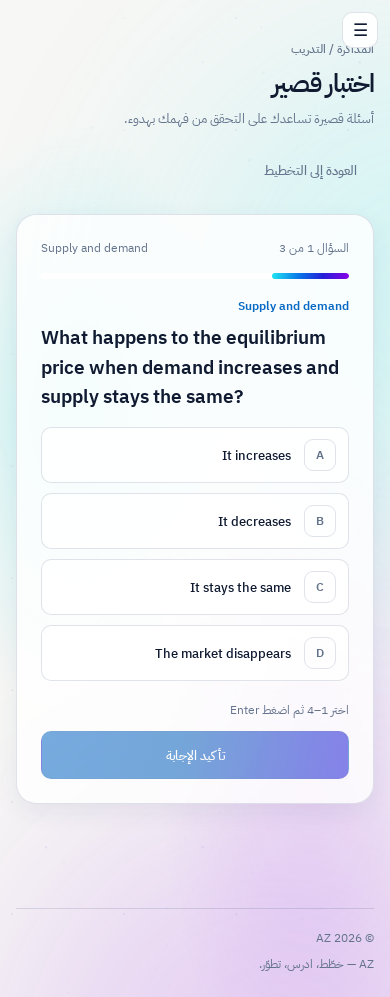 ☰
المذاكرة / التدريب
اختبار قصير
أسئلة قصيرة تساعدك على التحقق من فهمك بهدوء.
العودة إلى التخطيط
السؤال 1 من 3
Supply and demand
Supply and demand
What happens to the equilibrium
price when demand increases and
supply stays the same?
A It increases
B It decreases
C It stays the same
D The market disappears
اختر 1–4 ثم اضغط Enter
تأكيد الإجابة
© 2026 AZ
AZ — خطّط، ادرس، تطوّر.